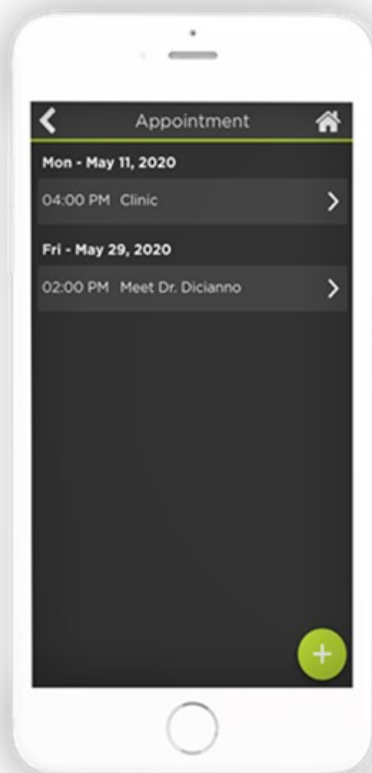 Appointment
Mon - May 11, 2020
04:00 PM Clinic
Fri - May 29, 2020
02:00 PM Meet Dr. Dicianno
+